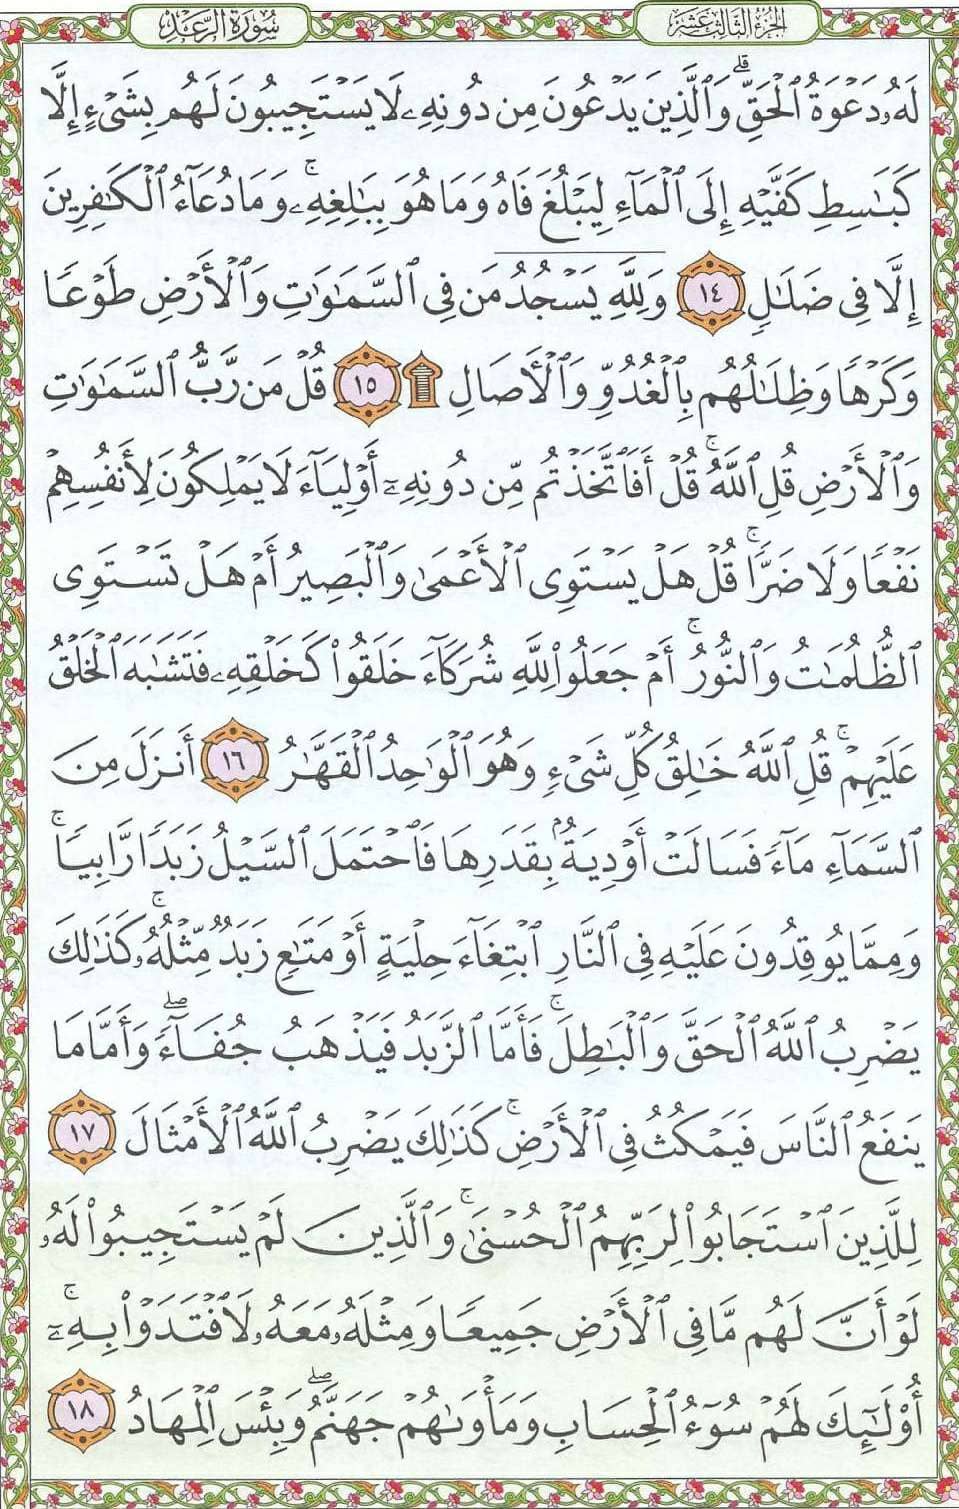 الجزء الثالث عشر
سورة الرعد
لَهُۥ دَعْوَةُ ٱلْحَقِّ ۖ وَٱلَّذِينَ يَدْعُونَ مِن دُونِهِۦ لَا يَسْتَجِيبُونَ لَهُم بِشَىْءٍ إِلَّا
كَبَٰسِطِ كَفَّيْهِ إِلَى ٱلْمَآءِ لِيَبْلُغَ فَاهُ وَمَا هُوَ بِبَٰلِغِهِۦ ۚ وَمَا دُعَآءُ ٱلْكَٰفِرِينَ
إِلَّا فِى ضَلَٰلٍ ١٤ وَلِلَّهِ يَسْجُدُ مَن فِى ٱلسَّمَٰوَٰتِ وَٱلْأَرْضِ طَوْعًا
وَكَرْهًا وَظِلَٰلُهُم بِٱلْغُدُوِّ وَٱلْءَاصَالِ ۩ ١٥ قُلْ مَن رَّبُّ ٱلسَّمَٰوَٰتِ
وَٱلْأَرْضِ قُلِ ٱللَّهُ ۚ قُلْ أَفَٱتَّخَذْتُم مِّن دُونِهِۦٓ أَوْلِيَآءَ لَا يَمْلِكُونَ لِأَنفُسِهِمْ
نَفْعًا وَلَا ضَرًّا ۚ قُلْ هَلْ يَسْتَوِى ٱلْأَعْمَىٰ وَٱلْبَصِيرُ أَمْ هَلْ تَسْتَوِى
ٱلظُّلُمَٰتُ وَٱلنُّورُ ۗ أَمْ جَعَلُوا۟ لِلَّهِ شُرَكَآءَ خَلَقُوا۟ كَخَلْقِهِۦ فَتَشَٰبَهَ ٱلْخَلْقُ
عَلَيْهِمْ ۚ قُلِ ٱللَّهُ خَٰلِقُ كُلِّ شَىْءٍ وَهُوَ ٱلْوَٰحِدُ ٱلْقَهَّٰرُ ١٦ أَنزَلَ مِنَ
ٱلسَّمَآءِ مَآءً فَسَالَتْ أَوْدِيَةٌۢ بِقَدَرِهَا فَٱحْتَمَلَ ٱلسَّيْلُ زَبَدًا رَّابِيًا ۚ
وَمِمَّا يُوقِدُونَ عَلَيْهِ فِى ٱلنَّارِ ٱبْتِغَآءَ حِلْيَةٍ أَوْ مَتَٰعٍ زَبَدٌ مِّثْلُهُۥ ۚ كَذَٰلِكَ
يَضْرِبُ ٱللَّهُ ٱلْحَقَّ وَٱلْبَٰطِلَ ۚ فَأَمَّا ٱلزَّبَدُ فَيَذْهَبُ جُفَآءً ۖ وَأَمَّا مَا
يَنفَعُ ٱلنَّاسَ فَيَمْكُثُ فِى ٱلْأَرْضِ ۚ كَذَٰلِكَ يَضْرِبُ ٱللَّهُ ٱلْأَمْثَالَ ١٧
لِلَّذِينَ ٱسْتَجَابُوا۟ لِرَبِّهِمُ ٱلْحُسْنَىٰ ۚ وَٱلَّذِينَ لَمْ يَسْتَجِيبُوا۟ لَهُۥ
لَوْ أَنَّ لَهُم مَّا فِى ٱلْأَرْضِ جَمِيعًا وَمِثْلَهُۥ مَعَهُۥ لَٱفْتَدَوْا۟ بِهِۦٓ ۚ
أُو۟لَٰٓئِكَ لَهُمْ سُوٓءُ ٱلْحِسَابِ وَمَأْوَىٰهُمْ جَهَنَّمُ ۖ وَبِئْسَ ٱلْمِهَادُ ١٨